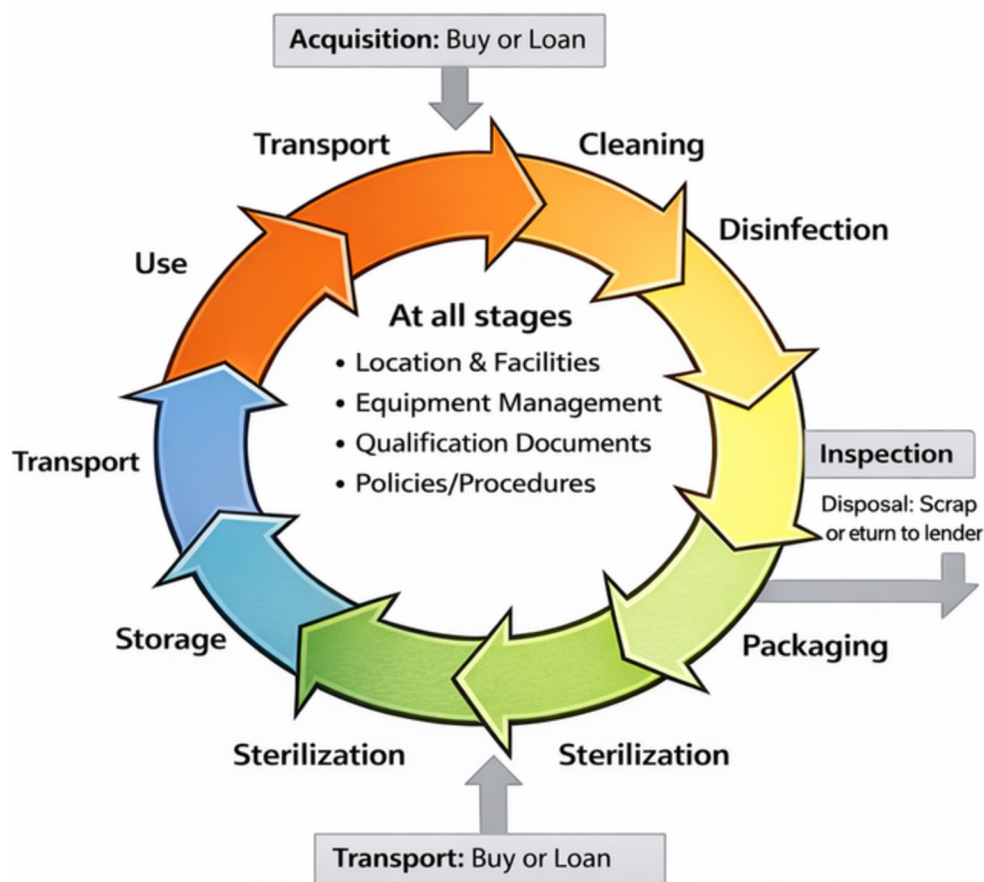 Acquisition: Buy or Loan
Transport
Cleaning
Use
Disinfection
At all stages
• Location & Facilities
• Equipment Management
• Qualification Documents
• Policies/Procedures
Transport
Inspection
Disposal: Scrap
or eturn to lender
Storage
Packaging
Sterilization
Sterilization
Transport: Buy or Loan